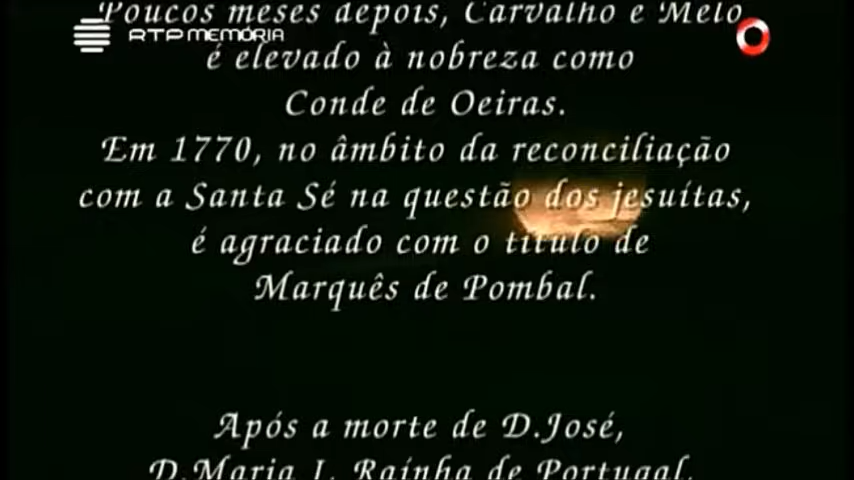 Poucos meses depois, Carvalho e Melo
RTP MEMÓRIA
é elevado à nobreza como
Conde de Oeiras.
Em 1770, no âmbito da reconciliação
com a Santa Sé na questão dos jesuítas,
é agraciado com o título de
Marquês de Pombal.
Após a morte de D.José,
D.Maria I, Raínha de Portugal,